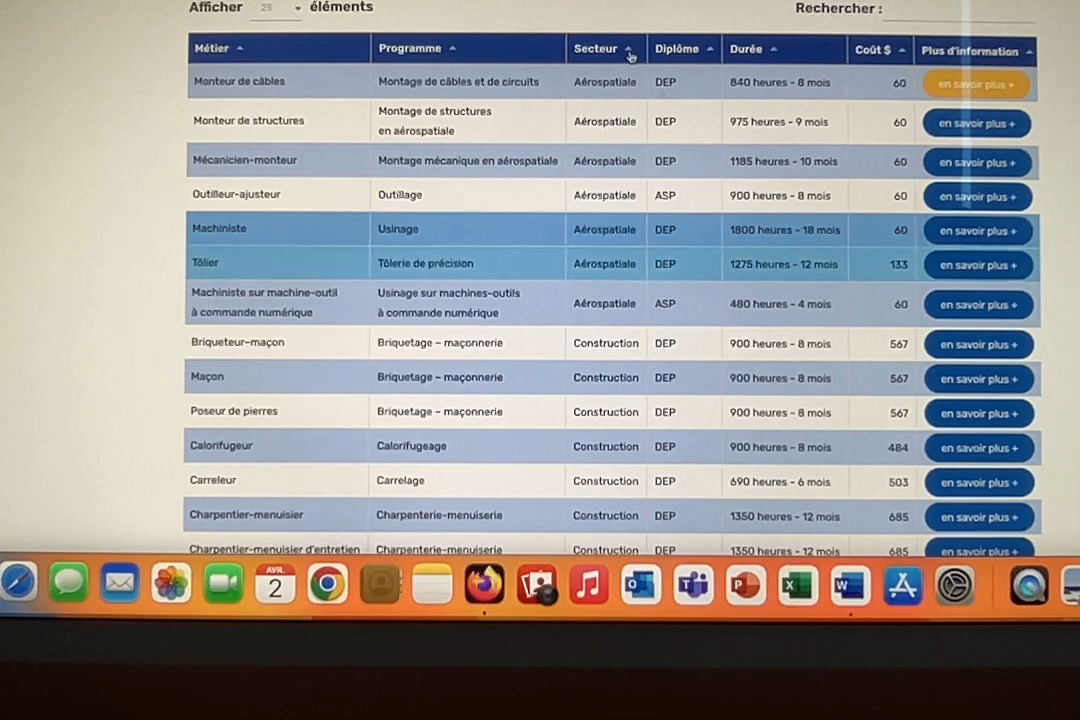 Afficher 25 éléments Rechercher :
Métier Programme Secteur Diplôme Durée Coût $ Plus d'information
Monteur de câbles Montage de câbles et de circuits Aérospatiale DEP 840 heures - 8 mois 60 en savoir plus +
Monteur de structures Montage de structures
en aérospatiale Aérospatiale DEP 975 heures - 9 mois 60 en savoir plus +
Mécanicien-monteur Montage mécanique en aérospatiale Aérospatiale DEP 1185 heures - 10 mois 60 en savoir plus +
Outilleur-ajusteur Outillage Aérospatiale ASP 900 heures - 8 mois 60 en savoir plus +
Machiniste Usinage Aérospatiale DEP 1800 heures - 18 mois 60 en savoir plus +
Tôlier Tôlerie de précision Aérospatiale DEP 1275 heures - 12 mois 133 en savoir plus +
Machiniste sur machine-outil Usinage sur machines-outils
à commande numérique à commande numérique Aérospatiale ASP 480 heures - 4 mois 60 en savoir plus +
Briqueteur-maçon Briquetage - maçonnerie Construction DEP 900 heures - 8 mois 567 en savoir plus +
Maçon Briquetage - maçonnerie Construction DEP 900 heures - 8 mois 567 en savoir plus +
Poseur de pierres Briquetage - maçonnerie Construction DEP 900 heures - 8 mois 567 en savoir plus +
Calorifugeur Calorifugeage Construction DEP 900 heures - 8 mois 484 en savoir plus +
Carreleur Carrelage Construction DEP 690 heures - 6 mois 503 en savoir plus +
Charpentier-menuisier Charpenterie-menuiserie Construction DEP 1350 heures - 12 mois 685 en savoir plus +
Charpentier-menuisier d'entretien Charpenterie-menuiserie Construction DEP 1350 heures - 12 mois 685 en savoir plus +
AVR.
2
O T P X W